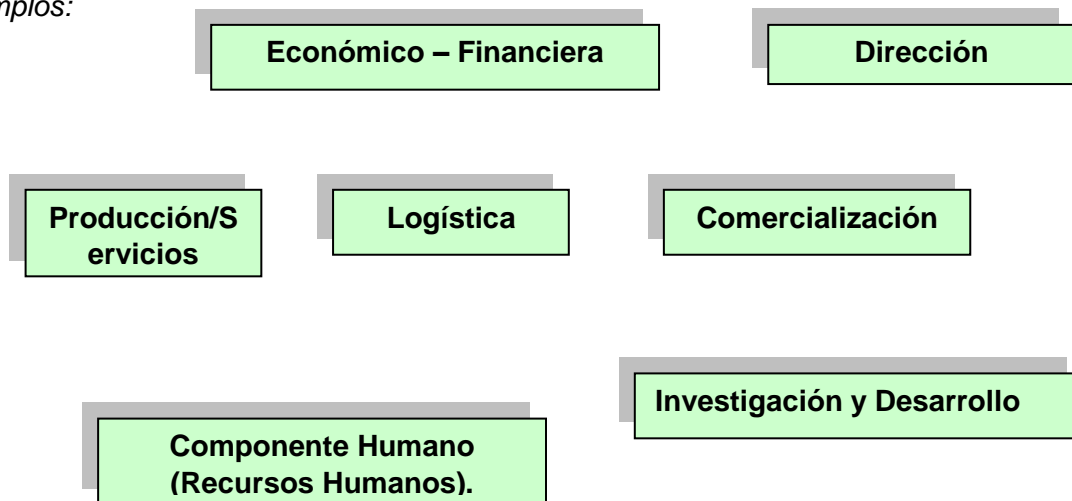 mplos:
Económico – Financiera
Dirección
Producción/S
ervicios
Logística
Comercialización
Investigación y Desarrollo
Componente Humano
(Recursos Humanos).